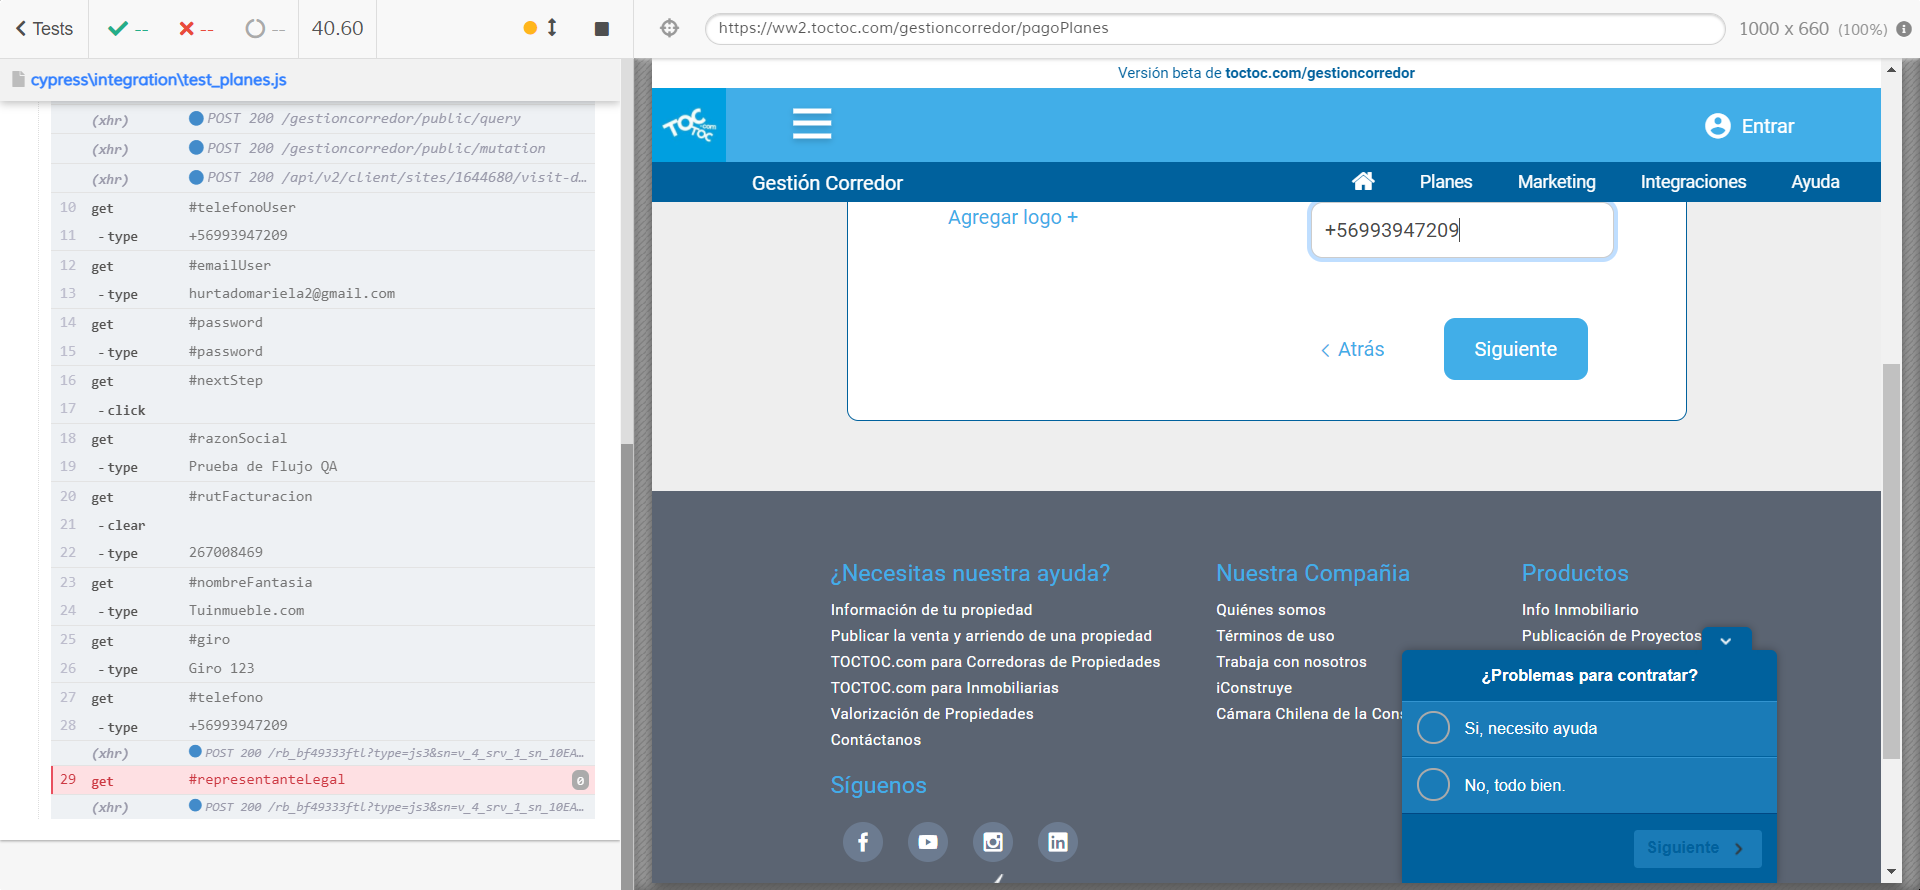 Tests
--
--
--
40.60
https://ww2.toctoc.com/gestioncorredor/pagoPlanes
1000 x 660 (100%)
cypress\integration\test_planes.js
(xhr) POST 200 /gestioncorredor/public/query
(xhr) POST 200 /gestioncorredor/public/mutation
(xhr) POST 200 /api/v2/client/sites/1644680/visit-d...
10 get #telefonoUser
11 -type +56993947209
12 get #emailUser
13 -type hurtadomariela2@gmail.com
14 get #password
15 -type #password
16 get #nextStep
17 -click
18 get #razonSocial
19 -type Prueba de Flujo QA
20 get #rutFacturacion
21 -clear
22 -type 267008469
23 get #nombreFantasia
24 -type Tuinmueble.com
25 get #giro
26 -type Giro 123
27 get #telefono
28 -type +56993947209
(xhr) POST 200 /rb_bf49333ftl?type=js3&sn=v_4_srv_1_sn_10EA...
29 get #representanteLegal 0
(xhr) POST 200 /rb_bf49333ftl?type=js3&sn=v_4_srv_1_sn_10EA...
Versión beta de toctoc.com/gestioncorredor
TOC
TOC
.com
Entrar
Gestión Corredor
Planes
Marketing
Integraciones
Ayuda
Agregar logo +
+56993947209
Atrás
Siguiente
¿Necesitas nuestra ayuda?
Información de tu propiedad
Publicar la venta y arriendo de una propiedad
TOCTOC.com para Corredoras de Propiedades
TOCTOC.com para Inmobiliarias
Valorización de Propiedades
Contáctanos
Síguenos
Nuestra Compañia
Quiénes somos
Términos de uso
Trabaja con nosotros
iConstruye
Cámara Chilena de la Cons
Productos
Info Inmobiliario
Publicación de Proyectos
¿Problemas para contratar?
Si, necesito ayuda
No, todo bien.
Siguiente